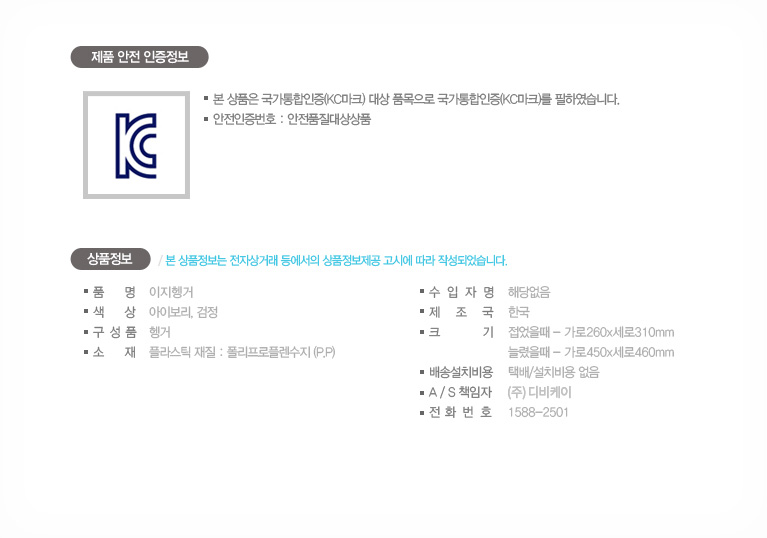 제품 안전 인증정보
KC
▪ 본 상품은 국가통합인증(KC마크) 대상 품목으로 국가통합인증(KC마크)를 필하였습니다.
▪ 안전인증번호 : 안전품질대상상품
상품정보 / 본 상품정보는 전자상거래 등에서의 상품정보제공 고시에 따라 작성되었습니다.
▪ 품 명 이지헹거
▪ 색 상 아이보리, 검정
▪ 구 성 품 헹거
▪ 소 재 플라스틱 재질 : 폴리프로플렌수지 (P.P)
▪ 수 입 자 명 해당없음
▪ 제 조 국 한국
▪ 크 기 접었을때 - 가로260x세로310mm
늘렸을때 - 가로450x세로460mm
▪ 배송설치비용 택배/설치비용 없음
▪ A / S 책임자 (주) 디비케이
▪ 전 화 번 호 1588-2501